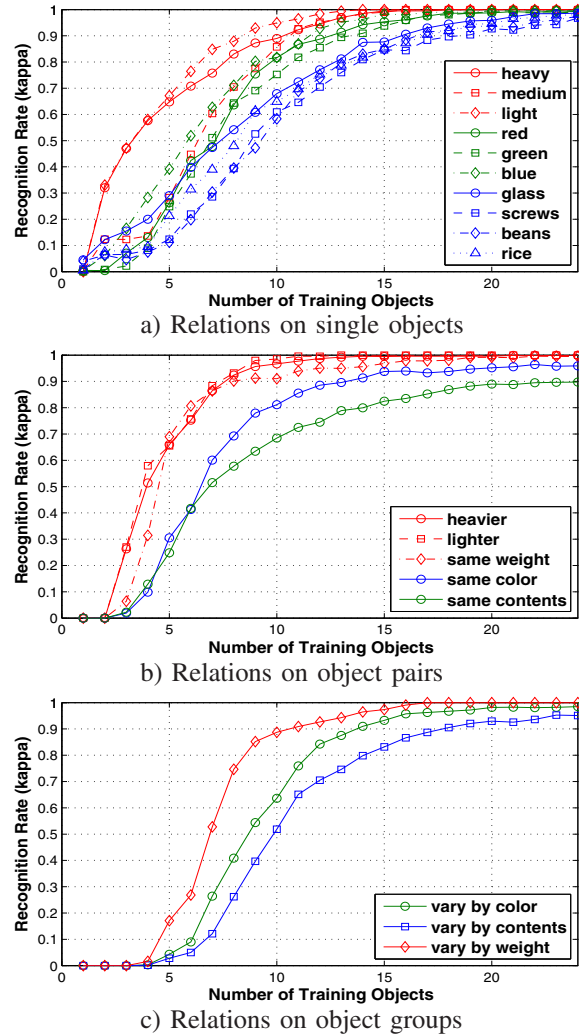 1
0.9
0.8
0.7
0.6
0.5
0.4
0.3
0.2
0.1
0
Recognition Rate (kappa)
heavy
medium
light
red
green
blue
glass
screws
beans
rice
0 5 10 15 20
Number of Training Objects
a) Relations on single objects
1
0.9
0.8
0.7
0.6
0.5
0.4
0.3
0.2
0.1
0
Recognition Rate (kappa)
heavier
lighter
same weight
same color
same contents
0 5 10 15 20
Number of Training Objects
b) Relations on object pairs
1
0.9
0.8
0.7
0.6
0.5
0.4
0.3
0.2
0.1
0
Recognition Rate (kappa)
vary by color
vary by contents
vary by weight
0 5 10 15 20
Number of Training Objects
c) Relations on object groups